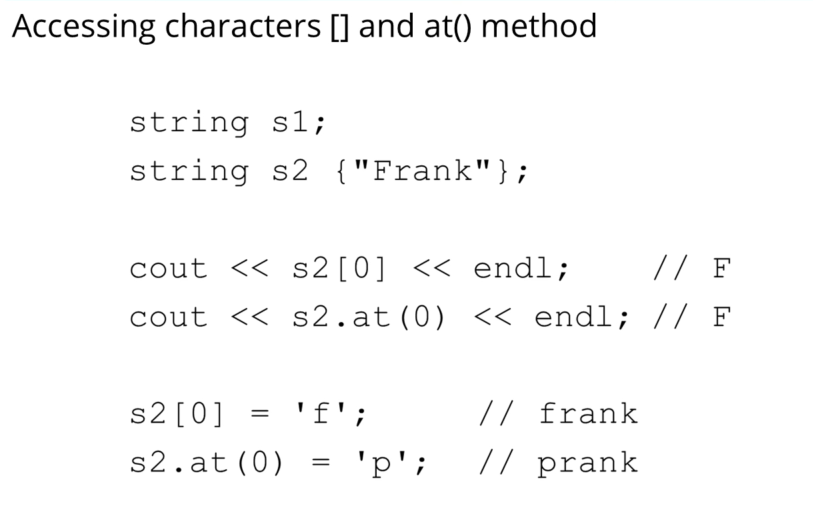 Accessing characters [] and at() method
string s1;
string s2 {"Frank"};
cout << s2[0] << endl; // F
cout << s2.at(0) << endl; // F
s2[0] = 'f'; // frank
s2.at(0) = 'p'; // prank